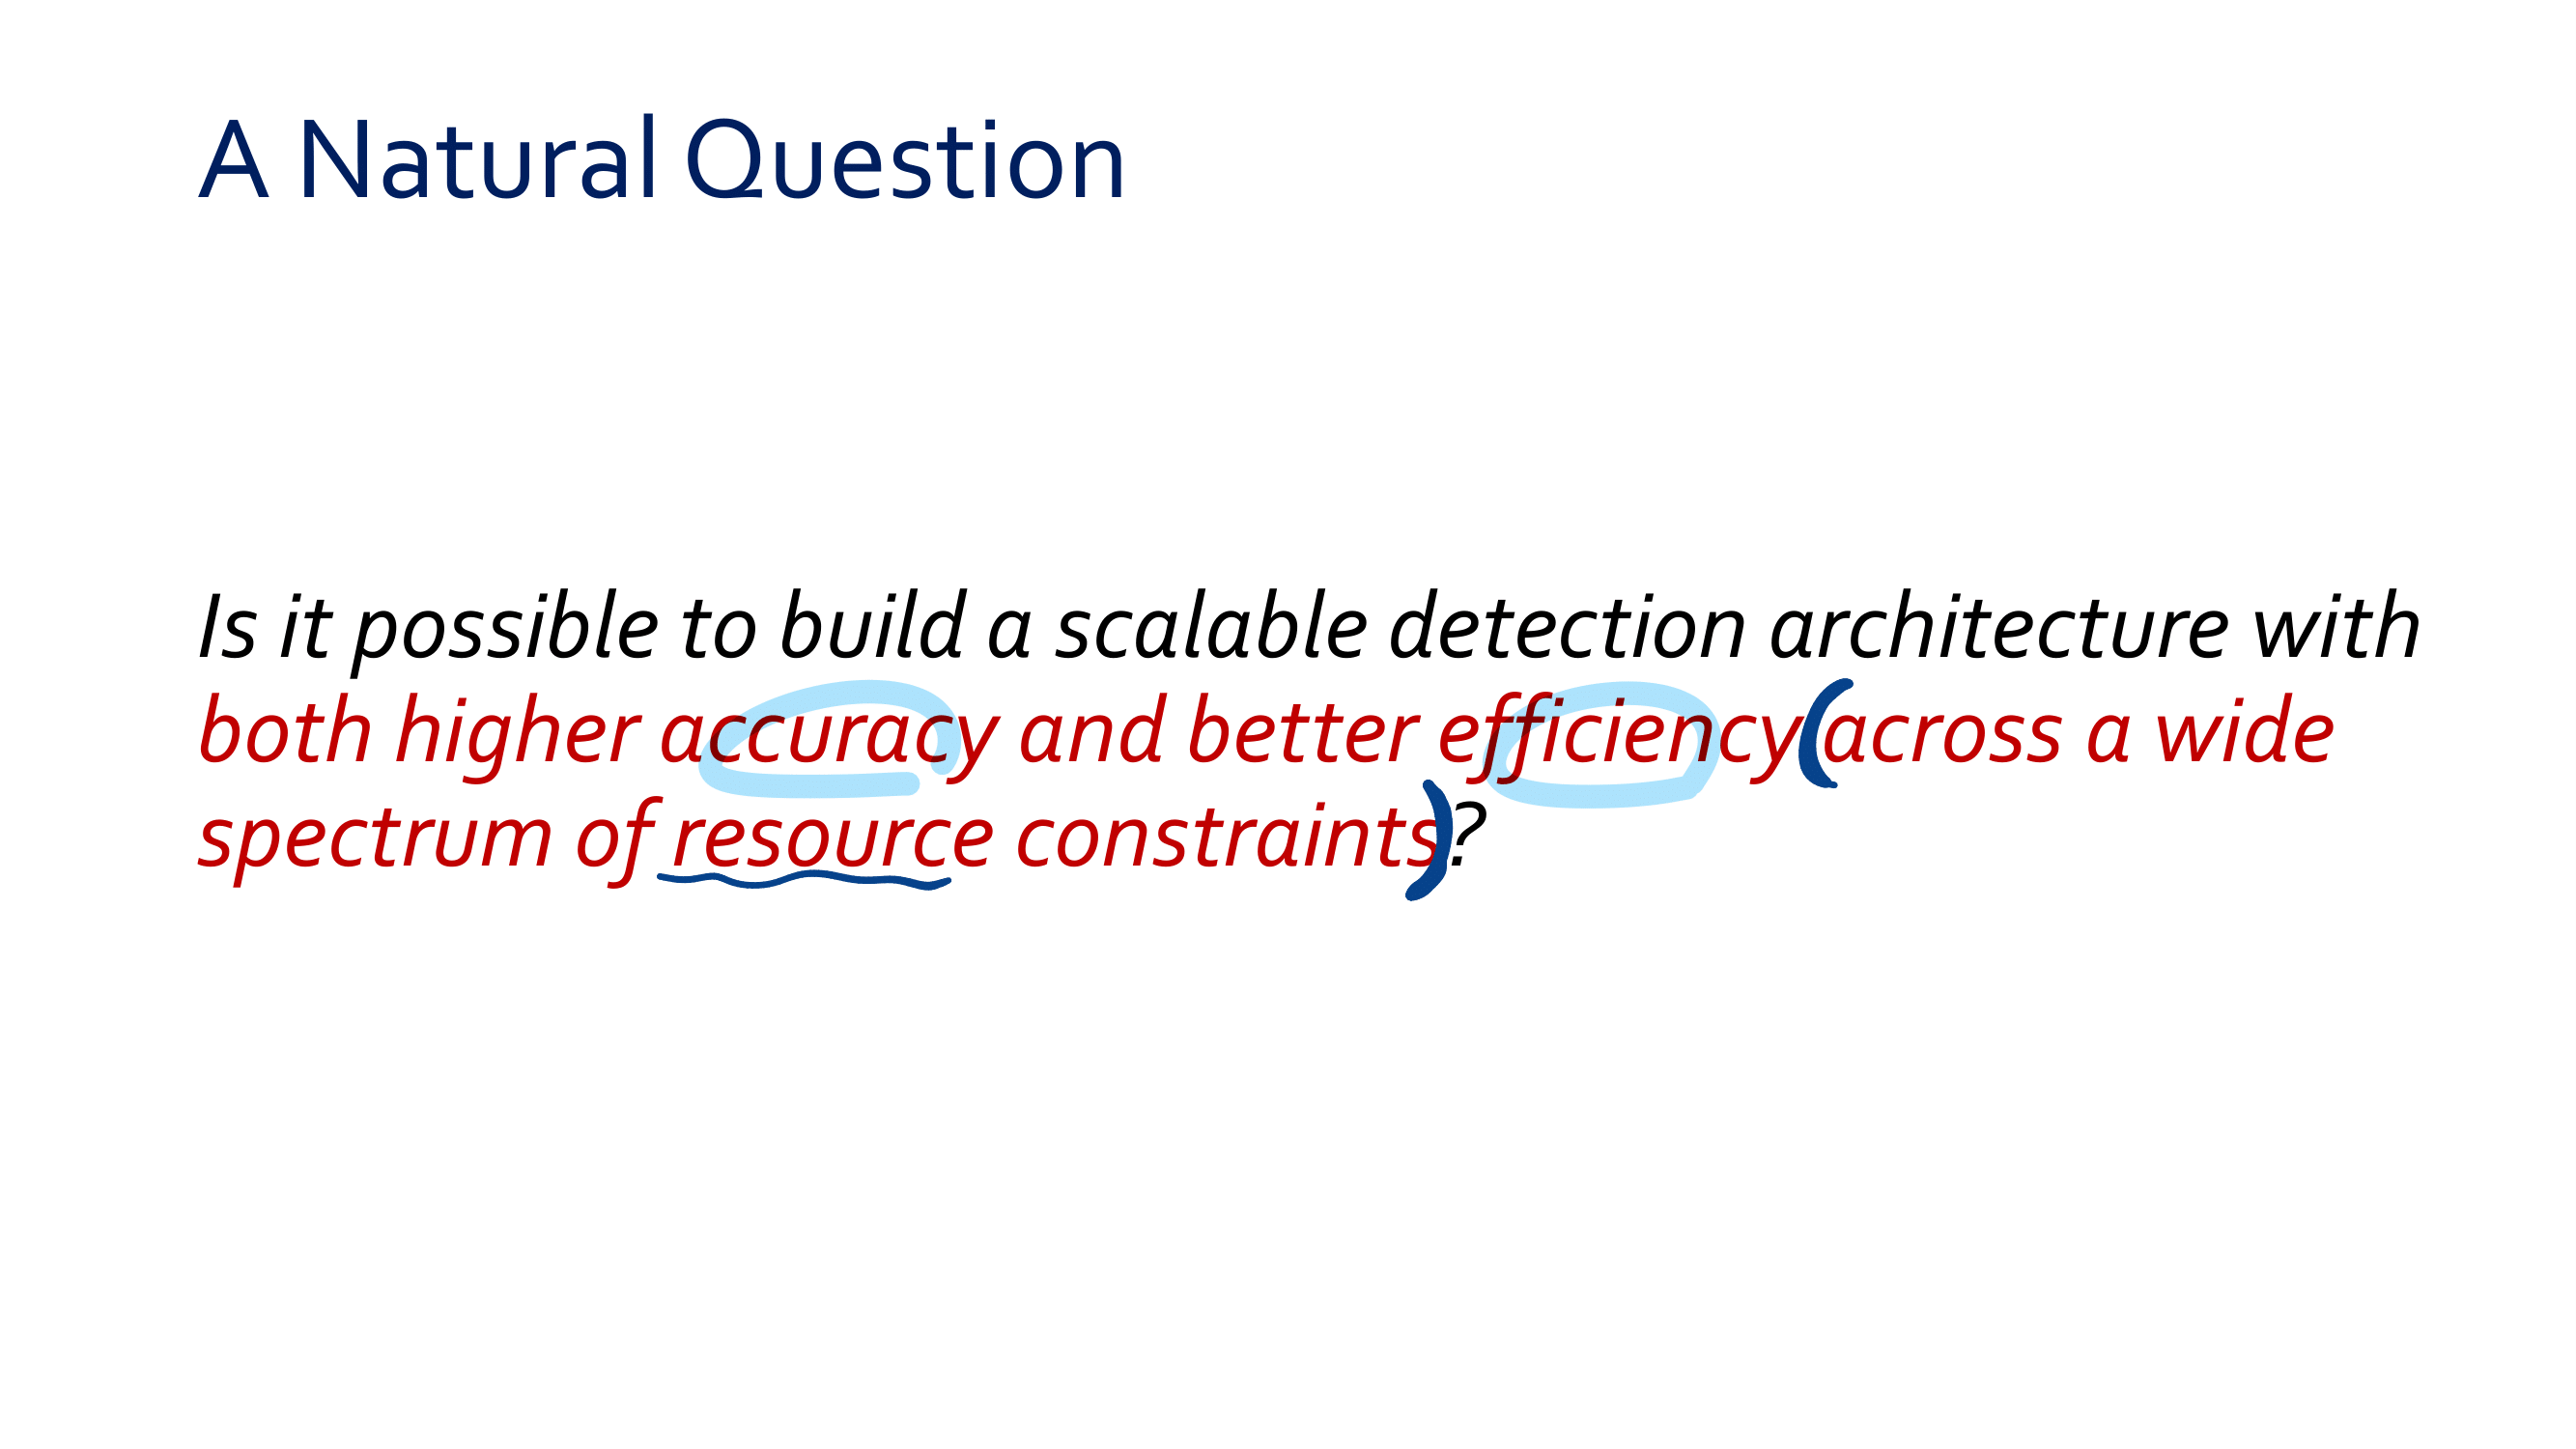 A Natural Question
Is it possible to build a scalable detection architecture with
both higher accuracy and better efficiency (across a wide
spectrum of resource constraints)?